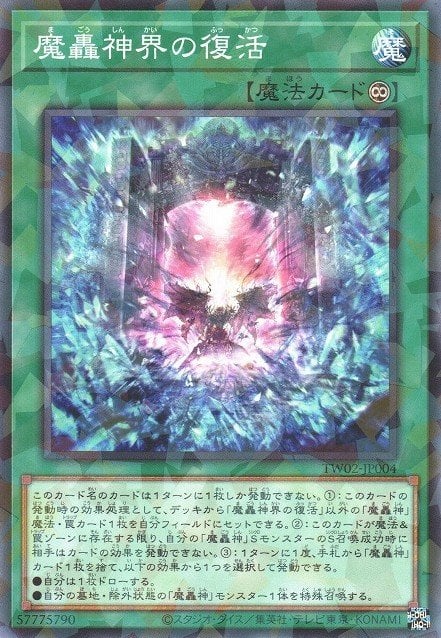 魔轟神界の復活
【魔法カード♾】
TW02-JP004
このカード名のカードは1ターンに1枚しか発動できない。①:このカードの
発動時の効果処理として、デッキから「魔轟神界の復活」以外の「魔轟神」
魔法・罠カード1枚を自分フィールドにセットできる。②:このカードが魔法&
罠ゾーンに存在する限り、自分の「魔轟神」SモンスターのS召喚成功時に
相手はカードの効果を発動できない。③:1ターンに1度、手札から「魔轟神」
カード1枚を捨て、以下の効果から1つを選択して発動できる。
●自分は1枚ドローする。
●自分の墓地・除外状態の「魔轟神」モンスター1体を特殊召喚する。
57775790
©スタジオ・ダイス/集英社・テレビ東京・KONAMI